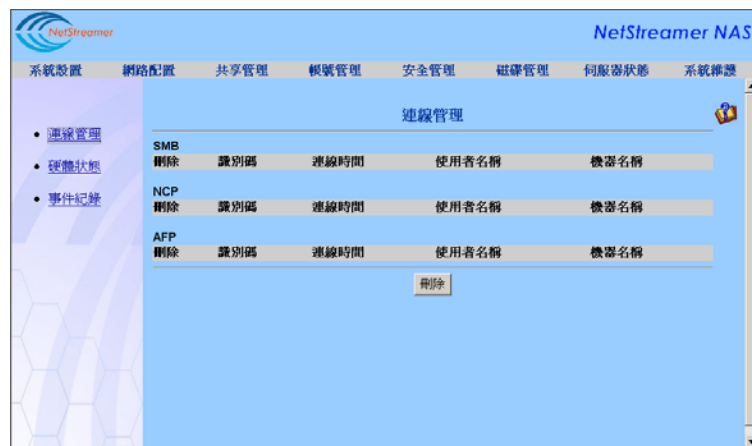 NetStreamer
NetStreamer NAS
系統設置 網路配置 共享管理 帳號管理 安全管理 磁碟管理 伺服器狀態 系統維護
連線管理
硬體狀態
事件紀錄
連線管理
SMB
刪除 識別碼 連線時間 使用者名稱 機器名稱
NCP
刪除 識別碼 連線時間 使用者名稱 機器名稱
AFP
刪除 識別碼 連線時間 使用者名稱 機器名稱
刪除